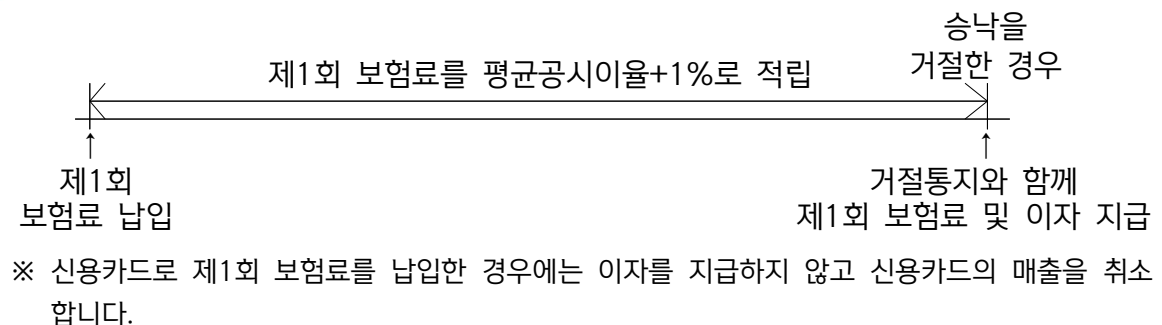 승낙을
제1회 보험료를 평균공시이율+1%로 적립
거절한 경우
↑
↑
제1회
보험료 납입
거절통지와 함께
제1회 보험료 및 이자 지급
※ 신용카드로 제1회 보험료를 납입한 경우에는 이자를 지급하지 않고 신용카드의 매출을 취소
합니다.